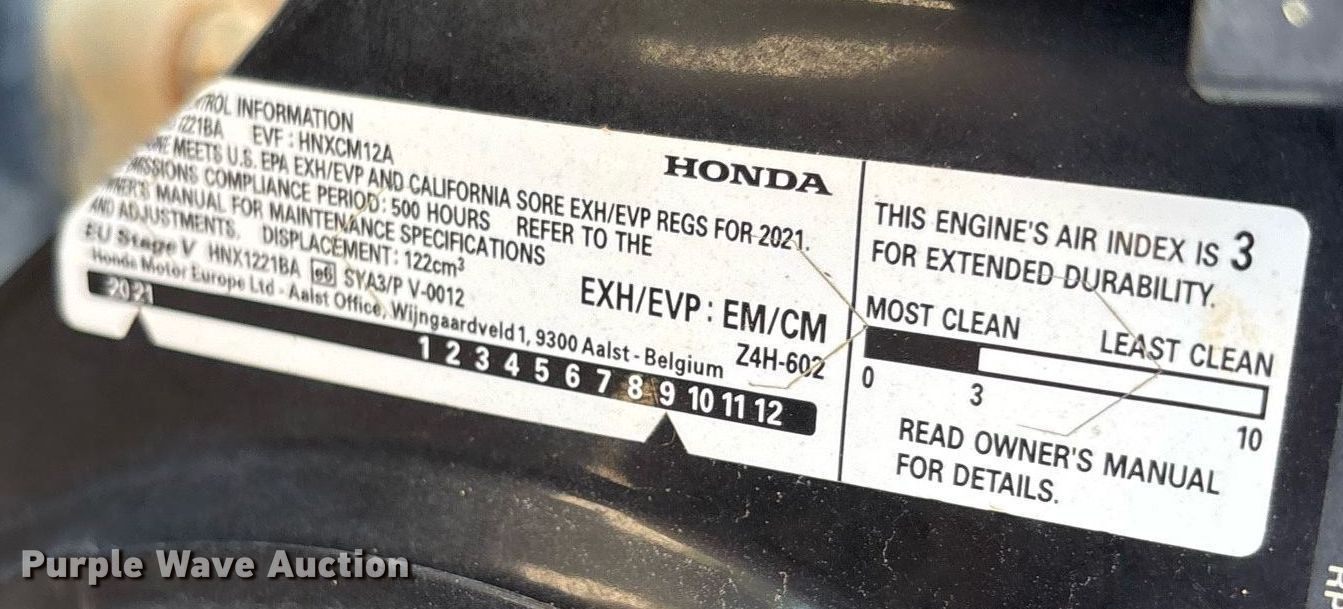 TROL INFORMATION
1221BA EVF : HNXCM12A
MEETS U.S. EPA EXH/EVP AND CALIFORNIA SORE EXH/EVP REGS FOR 2021.
MISSIONS COMPLIANCE PERIOD: 500 HOURS REFER TO THE
WNER'S MANUAL FOR MAINTENANCE SPECIFICATIONS
AND ADJUSTMENTS. DISPLACEMENT: 122cm³
EU Stage V HNX1221BA e6 SYA3/P V-0012
Honda Motor Europe Ltd - Aalst Office, Wijngaardveld 1, 9300 Aalst - Belgium
HONDA
EXH/EVP : EM/CM
Z4H-602
2021 1 2 3 4 5 6 7 8 9 10 11 12
THIS ENGINE'S AIR INDEX IS 3
FOR EXTENDED DURABILITY.
MOST CLEAN LEAST CLEAN
0 3 10
READ OWNER'S MANUAL
FOR DETAILS.
Purple Wave Auction